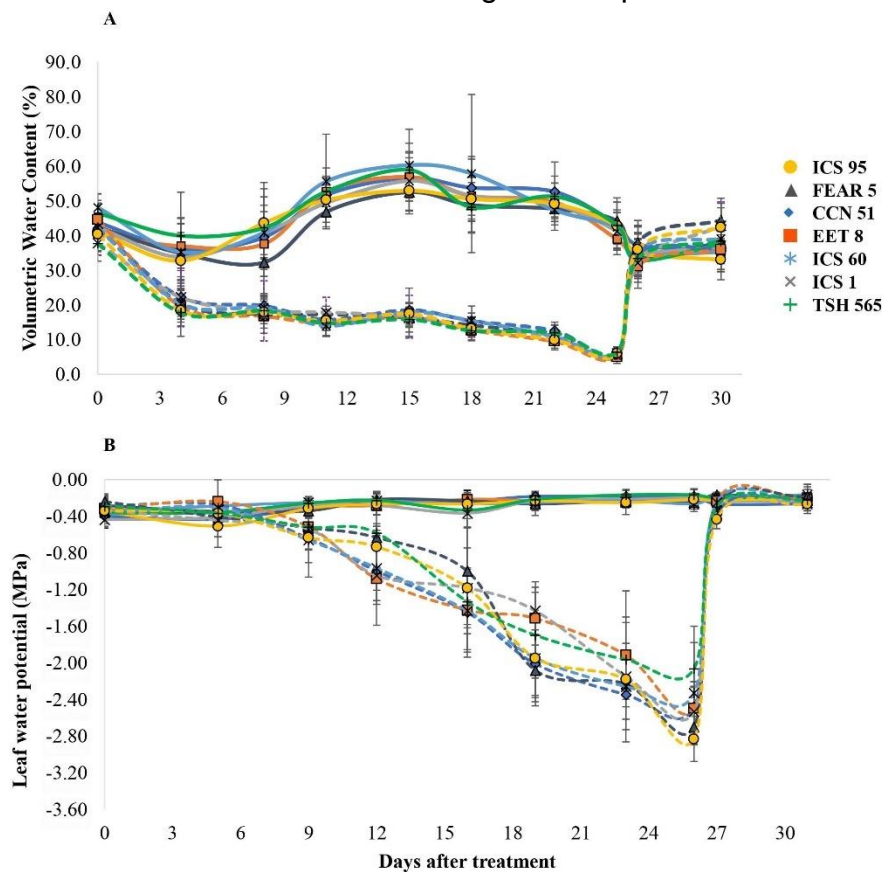 A
Volumetric Water Content (%)
90.0
80.0
70.0
60.0
50.0
40.0
30.0
20.0
10.0
0.0
0 3 6 9 12 15 18 21 24 27 30
ICS 95
FEAR 5
CCN 51
EET 8
ICS 60
ICS 1
TSH 565
B
Leaf water potential (MPa)
0.00
-0.40
-0.80
-1.20
-1.60
-2.00
-2.40
-2.80
-3.20
-3.60
0 3 6 9 12 15 18 21 24 27 30
Days after treatment